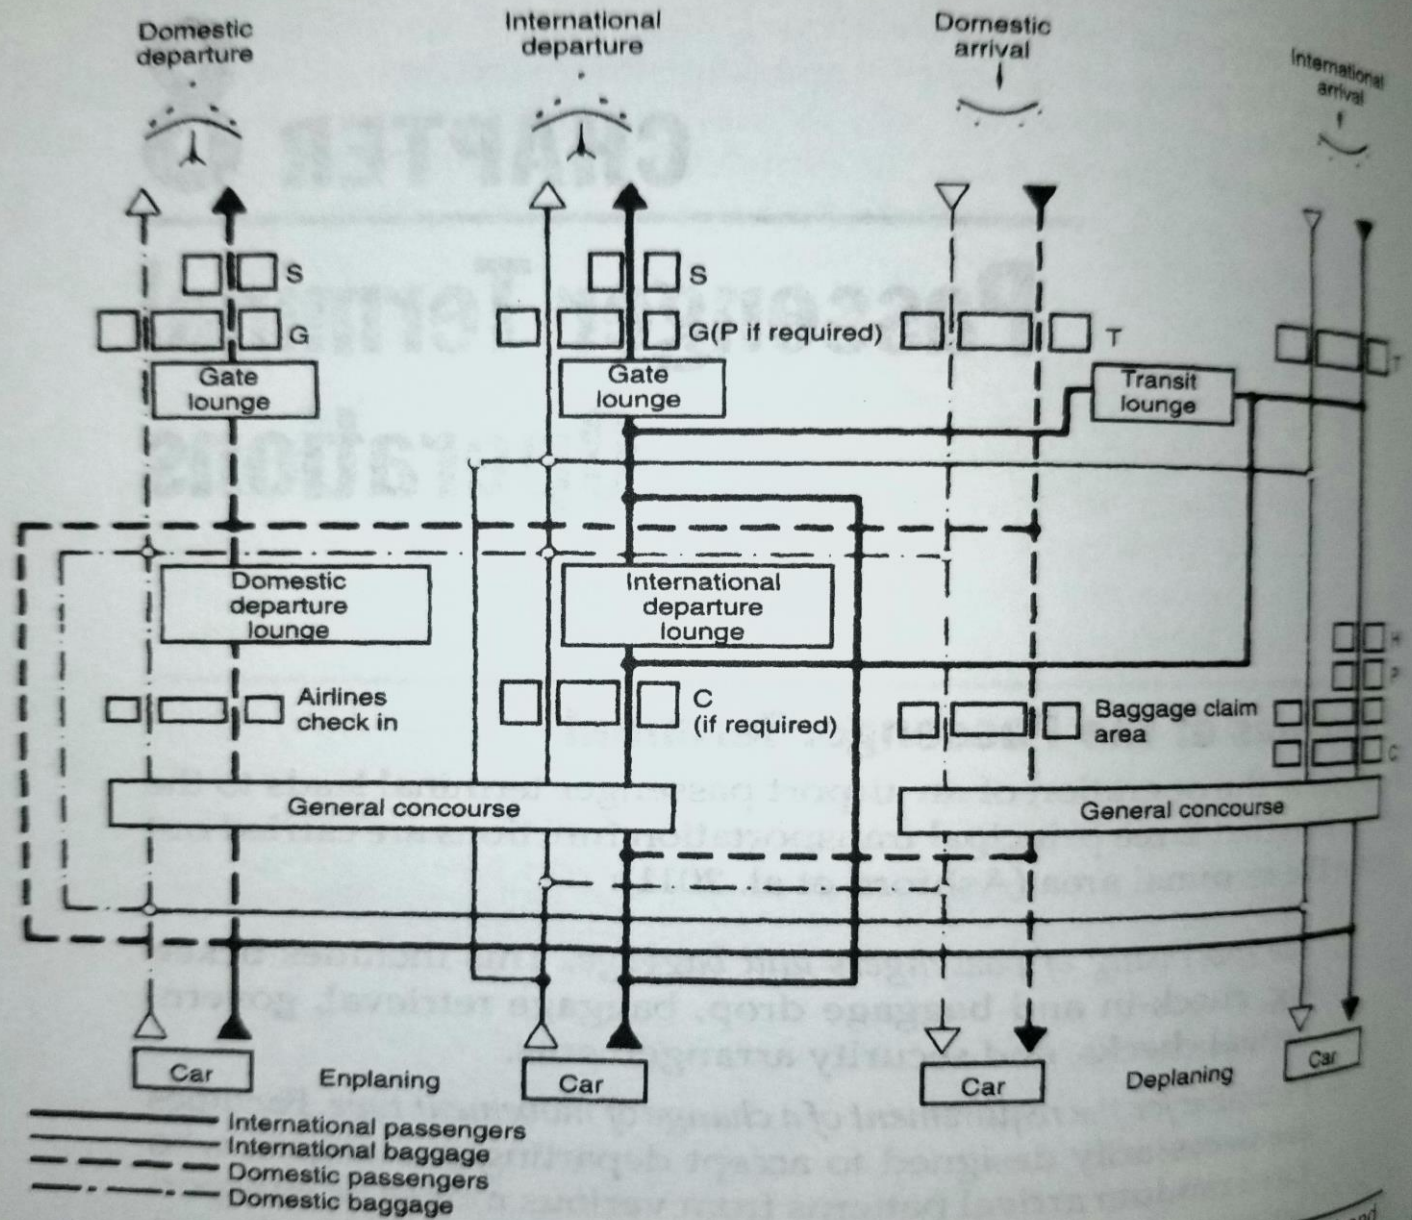 Domestic
departure
International
departure
Domestic
arrival
International
arrival
S
S
G
G(P if required)
T
T
Gate
lounge
Gate
lounge
Transit
lounge
Domestic
departure
lounge
International
departure
lounge
H
P
Airlines
check in
C
(if required)
Baggage claim
area
C
General concourse
General concourse
Car
Enplaning
Car
Car
Deplaning
Car
International passengers
International baggage
Domestic passengers
Domestic baggage